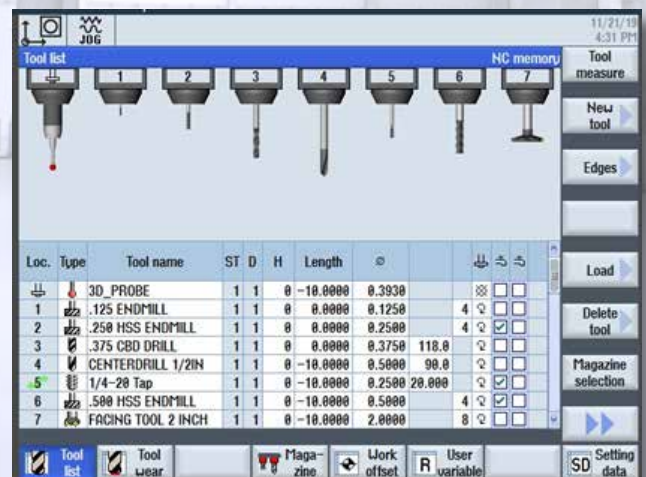 JOG
11/21/19
4:31 PM
Tool list NC memory
1 2 3 4 5 6 7
Tool measure
New tool
Edges
Load
Delete tool
Magazine selection
Loc. Type Tool name ST D H Length Ø
3D_PROBE 1 1 0 -10.0000 0.3930
1 .125 ENDMILL 1 1 0 0.0000 0.1250 4
2 .250 HSS ENDMILL 1 1 0 0.0000 0.2500 4
3 .375 CBD DRILL 1 1 0 0.0000 0.3750 118.0
4 CENTERDRILL 1/2IN 1 1 0 -10.0000 0.5000 90.0
5 1/4-20 Tap 1 1 0 -10.0000 0.2500 20.000
6 .500 HSS ENDMILL 1 1 0 -10.0000 0.5000 4
7 FACING TOOL 2 INCH 1 1 0 -10.0000 2.0000 8
Tool list
Tool wear
Maga-zine
Work offset
R User variable
SD Setting data